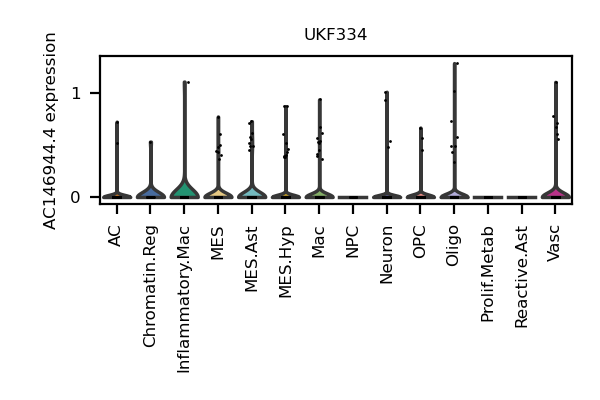 UKF334
AC146944.4 expression
1
0
AC
Chromatin.Reg
Inflammatory.Mac
MES
MES.Ast
MES.Hyp
Mac
NPC
Neuron
OPC
Oligo
Prolif.Metab
Reactive.Ast
Vasc